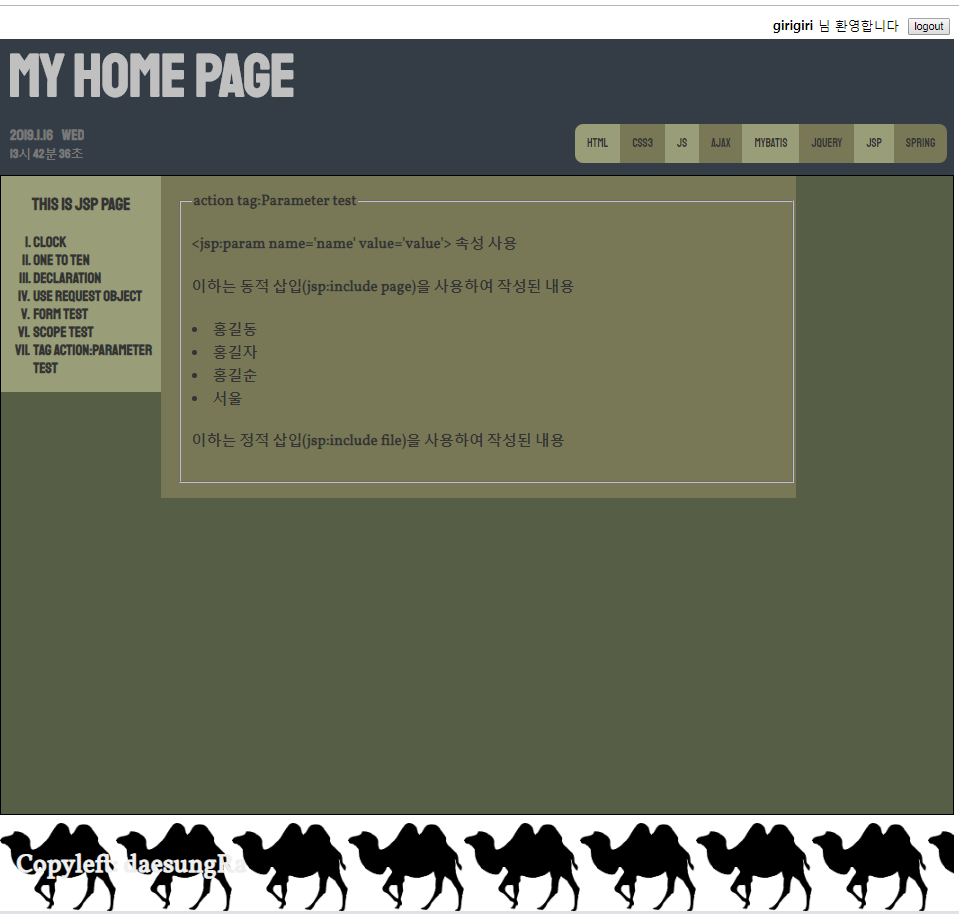 girigiri 님 환영합니다 logout
MY HOME PAGE
2019.1.16 WED
13시 42분 36초
HTML CSS3 JS AJAX MYBATIS JQUERY JSP SPRING
THIS IS JSP PAGE
I. CLOCK
II. ONE TO TEN
III. DECLARATION
IV. USE REQUEST OBJECT
V. FORM TEST
VI. SCOPE TEST
VII. TAG ACTION:PARAMETER
TEST
action tag:Parameter test
<jsp:param name='name' value='value'> 속성 사용
이하는 동적 삽입(jsp:include page)을 사용하여 작성된 내용
• 홍길동
• 홍길자
• 홍길순
• 서울
이하는 정적 삽입(jsp:include file)을 사용하여 작성된 내용
Copyleft: daesungRa